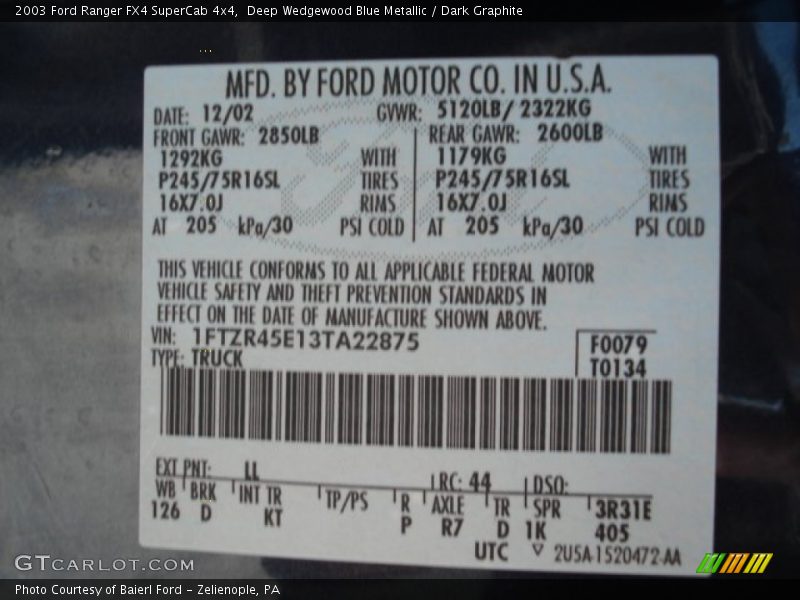 2003 Ford Ranger FX4 SuperCab 4x4,  Deep Wedgewood Blue Metallic / Dark Graphite
MFD. BY FORD MOTOR CO. IN U.S.A.
DATE: 12/02 GVWR: 5120LB/ 2322KG
FRONT GAWR: 2850LB REAR GAWR: 2600LB
1292KG WITH 1179KG WITH
P245/75R16SL TIRES P245/75R16SL TIRES
16X7.0J RIMS 16X7.0J RIMS
AT 205 kPa/30 PSI COLD AT 205 kPa/30 PSI COLD
THIS VEHICLE CONFORMS TO ALL APPLICABLE FEDERAL MOTOR
VEHICLE SAFETY AND THEFT PREVENTION STANDARDS IN
EFFECT ON THE DATE OF MANUFACTURE SHOWN ABOVE.
VIN: 1FTZR45E13TA22875 F0079
TYPE: TRUCK T0134
EXT PNT: LL RC: 44 DSO:
WB BRK INT TR TP/PS R AXLE TR SPR 3R31E
126 D KT P R7 D 1K 405
UTC ▽ 2U5A-1520472-AA
GTCARLOT.COM
Photo Courtesy of Baierl Ford - Zelienople, PA